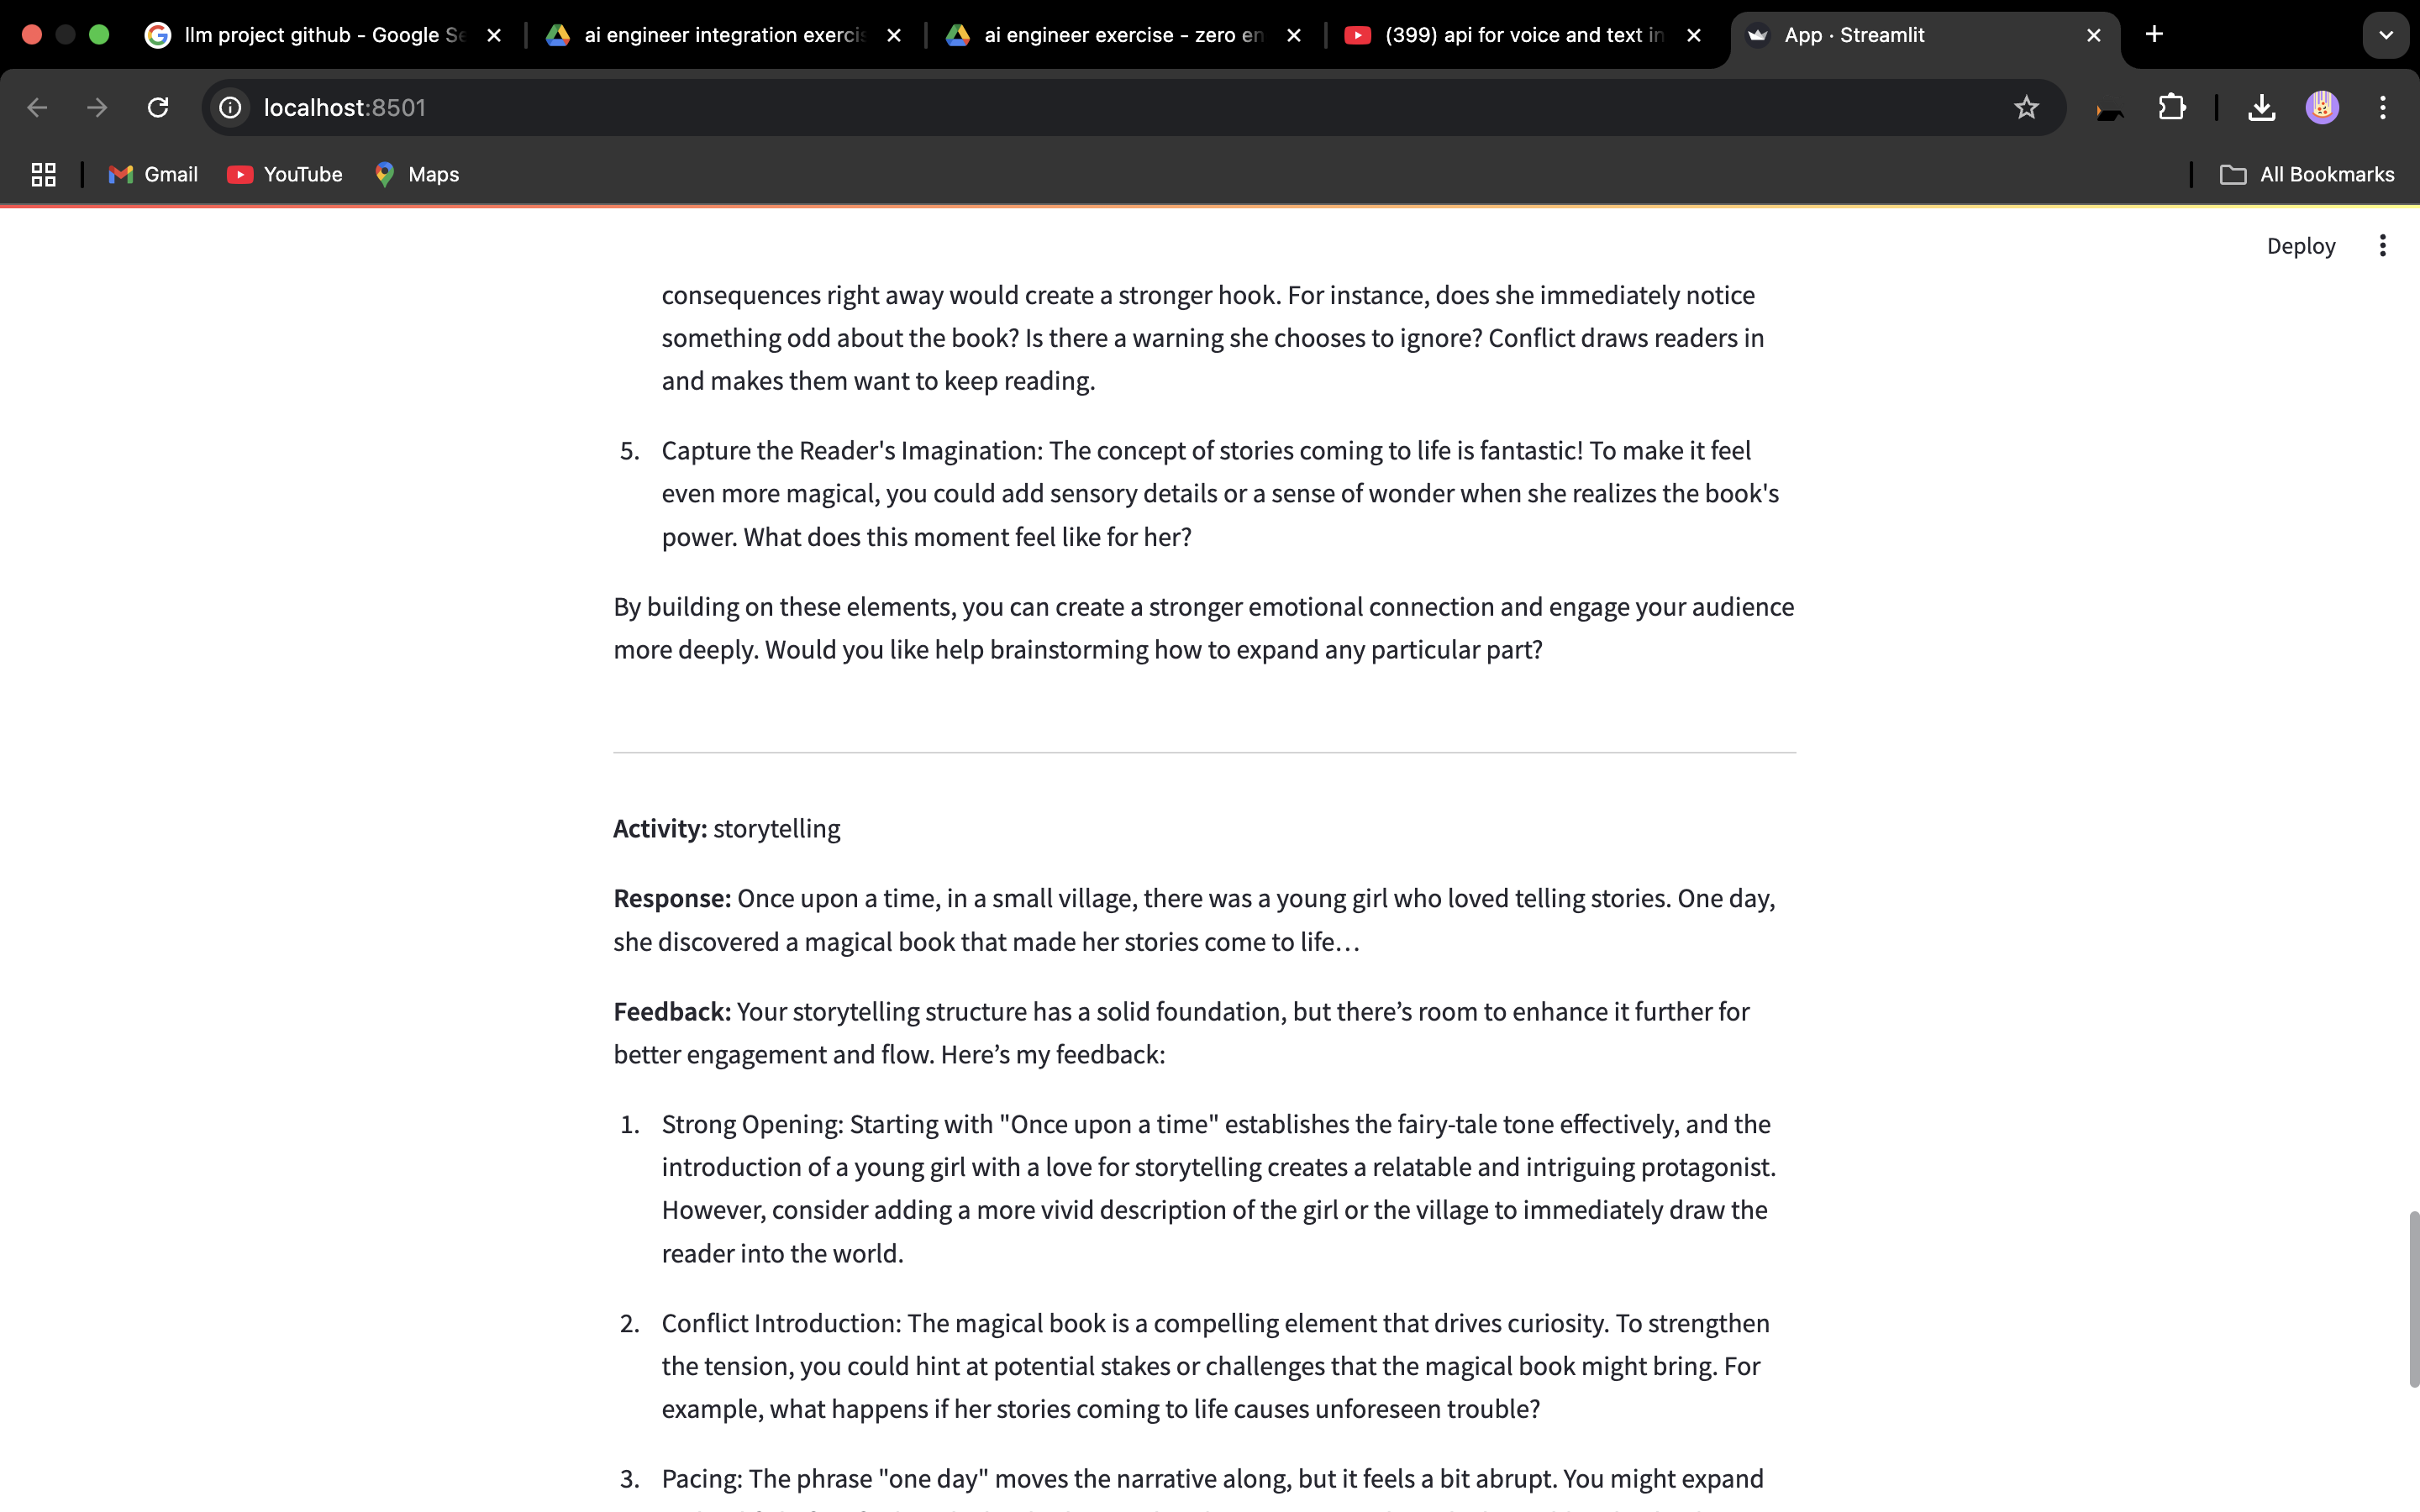 llm project github - Google Se
ai engineer integration exercis
ai engineer exercise - zero en
(399) api for voice and text in
App · Streamlit
localhost:8501
Gmail
YouTube
Maps
All Bookmarks
Deploy
consequences right away would create a stronger hook. For instance, does she immediately notice
something odd about the book? Is there a warning she chooses to ignore? Conflict draws readers in
and makes them want to keep reading.
5. Capture the Reader's Imagination: The concept of stories coming to life is fantastic! To make it feel
even more magical, you could add sensory details or a sense of wonder when she realizes the book's
power. What does this moment feel like for her?
By building on these elements, you can create a stronger emotional connection and engage your audience
more deeply. Would you like help brainstorming how to expand any particular part?
Activity: storytelling
Response: Once upon a time, in a small village, there was a young girl who loved telling stories. One day,
she discovered a magical book that made her stories come to life…
Feedback: Your storytelling structure has a solid foundation, but there’s room to enhance it further for
better engagement and flow. Here’s my feedback:
1. Strong Opening: Starting with "Once upon a time" establishes the fairy-tale tone effectively, and the
introduction of a young girl with a love for storytelling creates a relatable and intriguing protagonist.
However, consider adding a more vivid description of the girl or the village to immediately draw the
reader into the world.
2. Conflict Introduction: The magical book is a compelling element that drives curiosity. To strengthen
the tension, you could hint at potential stakes or challenges that the magical book might bring. For
example, what happens if her stories coming to life causes unforeseen trouble?
3. Pacing: The phrase "one day" moves the narrative along, but it feels a bit abrupt. You might expand